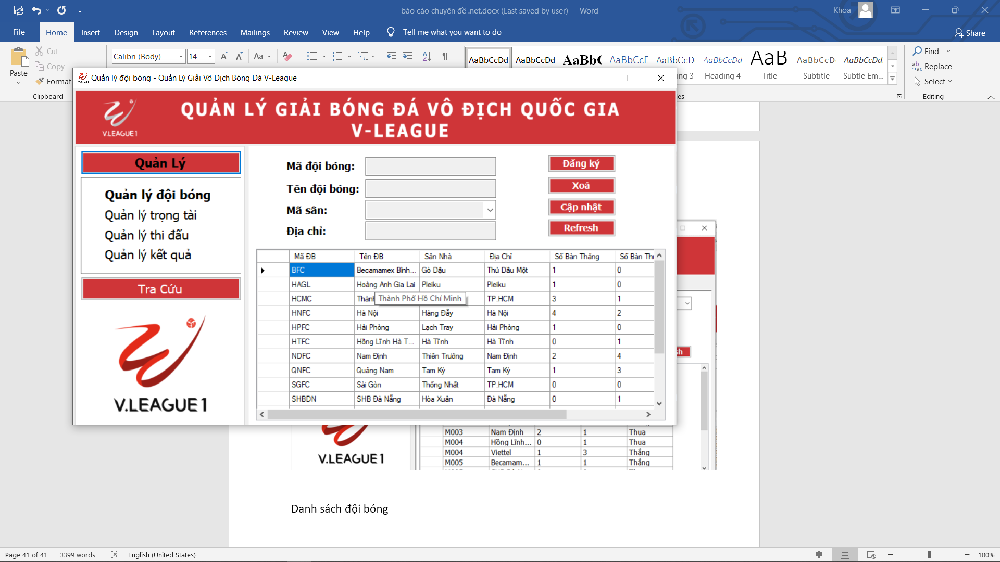 báo cáo chuyên đề .net.docx (Last saved by user) - Word
Khoa
File Home Insert Design Layout References Mailings Review View Help Tell me what you want to do Share
Paste
Cut
Copy
Format
Clipboard
Calibri (Body) 14
Aa
AaBbCcDd AaBbCcDd AaBb( AaBbCcD AaBbCcD AaBbCcDd AaB AaBbCcD AaBbCcDd
ng 3 Heading 4 Title Subtitle Subtle Em...
les
Find
Replace
Select
Editing
Quản lý đội bóng - Quản Lý Giải Vô Địch Bóng Đá V-League
V.LEAGUE1
QUẢN LÝ GIẢI BÓNG ĐÁ VÔ ĐỊCH QUỐC GIA
V-LEAGUE
Quản Lý
Quản lý đội bóng
Quản lý trọng tài
Quản lý thi đấu
Quản lý kết quả
Tra Cứu
V.LEAGUE1
Mã đội bóng:
Tên đội bóng:
Mã sân:
Địa chỉ:
Đăng ký
Xoá
Cập nhật
Refresh
Mã ĐB Tên ĐB Sân Nhà Địa Chỉ Số Bàn Thăng Số Bàn Thu
BFC Becamamex Bình... Gò Dậu Thủ Dầu Một 1 0
HAGL Hoàng Anh Gia Lai Pleiku Pleiku 1 0
HCMC Thành TP.HCM 3 1
Thành Phố Hồ Chí Minh
HNFC Hà Nội Hàng Đẫy Hà Nội 4 2
HPFC Hải Phòng Lạch Tray Hải Phòng 1 0
HTFC Hồng Lĩnh Hà T... Hà Tĩnh Hà Tĩnh 0 1
NDFC Nam Định Thiên Trường Nam Định 2 4
QNFC Quảng Nam Tam Kỳ Tam Kỳ 1 3
SGFC Sài Gòn Thống Nhất TP.HCM 0 0
SHBDN SHB Đà Nẵng Hòa Xuân Đà Nẵng 0 1
sh
V.LEAGUE1
M003 Nam Định 2 1 Thua
M004 Hồng Lĩnh... 0 1 Thua
M004 Viettel 1 3 Thắng
M005 Becamam... 1 1 Thắng
Danh sách đội bóng
Page 41 of 41 3399 words English (United States) 100%